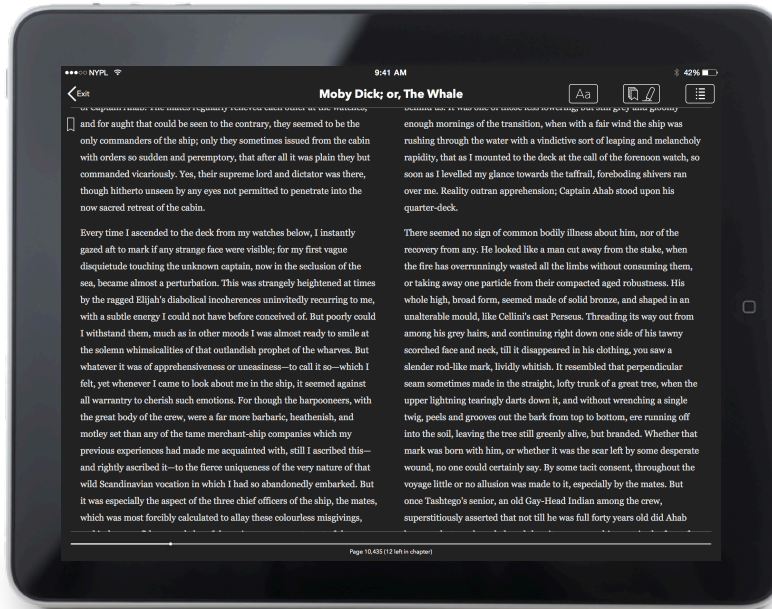 NYPL
9:41 AM
42%
Exit
Moby Dick; or, The Whale
Aa
of Captain Ahab. The mates regularly relieved each other at the watches,
and for aught that could be seen to the contrary, they seemed to be the
only commanders of the ship; only they sometimes issued from the cabin
with orders so sudden and peremptory, that after all it was plain they but
commanded vicariously. Yes, their supreme lord and dictator was there,
though hitherto unseen by any eyes not permitted to penetrate into the
now sacred retreat of the cabin.
Every time I ascended to the deck from my watches below, I instantly
gazed aft to mark if any strange face were visible; for my first vague
disquietude touching the unknown captain, now in the seclusion of the
sea, became almost a perturbation. This was strangely heightened at times
by the ragged Elijah's diabolical incoherences uninvitedly recurring to me,
with a subtle energy I could not have before conceived of. But poorly could
I withstand them, much as in other moods I was almost ready to smile at
the solemn whimsicalities of that outlandish prophet of the wharves. But
whatever it was of apprehensiveness or uneasiness—to call it so—which I
felt, yet whenever I came to look about me in the ship, it seemed against
all warrantry to cherish such emotions. For though the harpooneers, with
the great body of the crew, were a far more barbaric, heathenish, and
motley set than any of the tame merchant-ship companies which my
previous experiences had made me acquainted with, still I ascribed this—
and rightly ascribed it—to the fierce uniqueness of the very nature of that
wild Scandinavian vocation in which I had so abandonedly embarked. But
it was especially the aspect of the three chief officers of the ship, the mates,
which was most forcibly calculated to allay these colourless misgivings,
behind us. It was one of those less lowering, but still grey and gloomy
enough mornings of the transition, when with a fair wind the ship was
rushing through the water with a vindictive sort of leaping and melancholy
rapidity, that as I mounted to the deck at the call of the forenoon watch, so
soon as I levelled my glance towards the taffrail, foreboding shivers ran
over me. Reality outran apprehension; Captain Ahab stood upon his
quarter-deck.
There seemed no sign of common bodily illness about him, nor of the
recovery from any. He looked like a man cut away from the stake, when
the fire has overrunningly wasted all the limbs without consuming them,
or taking away one particle from their compacted aged robustness. His
whole high, broad form, seemed made of solid bronze, and shaped in an
unalterable mould, like Cellini's cast Perseus. Threading its way out from
among his grey hairs, and continuing right down one side of his tawny
scorched face and neck, till it disappeared in his clothing, you saw a
slender rod-like mark, lividly whitish. It resembled that perpendicular
seam sometimes made in the straight, lofty trunk of a great tree, when the
upper lightning tearingly darts down it, and without wrenching a single
twig, peels and grooves out the bark from top to bottom, ere running off
into the soil, leaving the tree still greenly alive, but branded. Whether that
mark was born with him, or whether it was the scar left by some desperate
wound, no one could certainly say. By some tacit consent, throughout the
voyage little or no allusion was made to it, especially by the mates. But
once Tashtego's senior, an old Gay-Head Indian among the crew,
superstitiously asserted that not till he was full forty years old did Ahab
Page 10,435 (12 left in chapter)